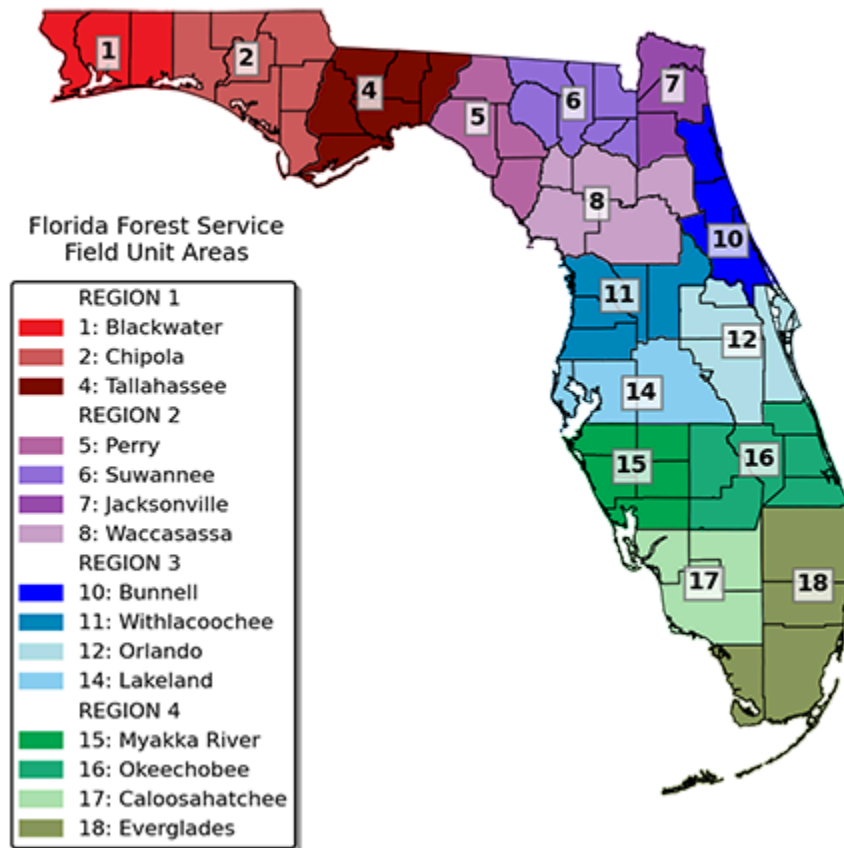 1
2
4
5
6
7
8
10
11
12
14
15
16
17
18
Florida Forest Service
Field Unit Areas
REGION 1
1: Blackwater
2: Chipola
4: Tallahassee
REGION 2
5: Perry
6: Suwannee
7: Jacksonville
8: Waccasassa
REGION 3
10: Bunnell
11: Withlacoochee
12: Orlando
14: Lakeland
REGION 4
15: Myakka River
16: Okeechobee
17: Caloosahatchee
18: Everglades